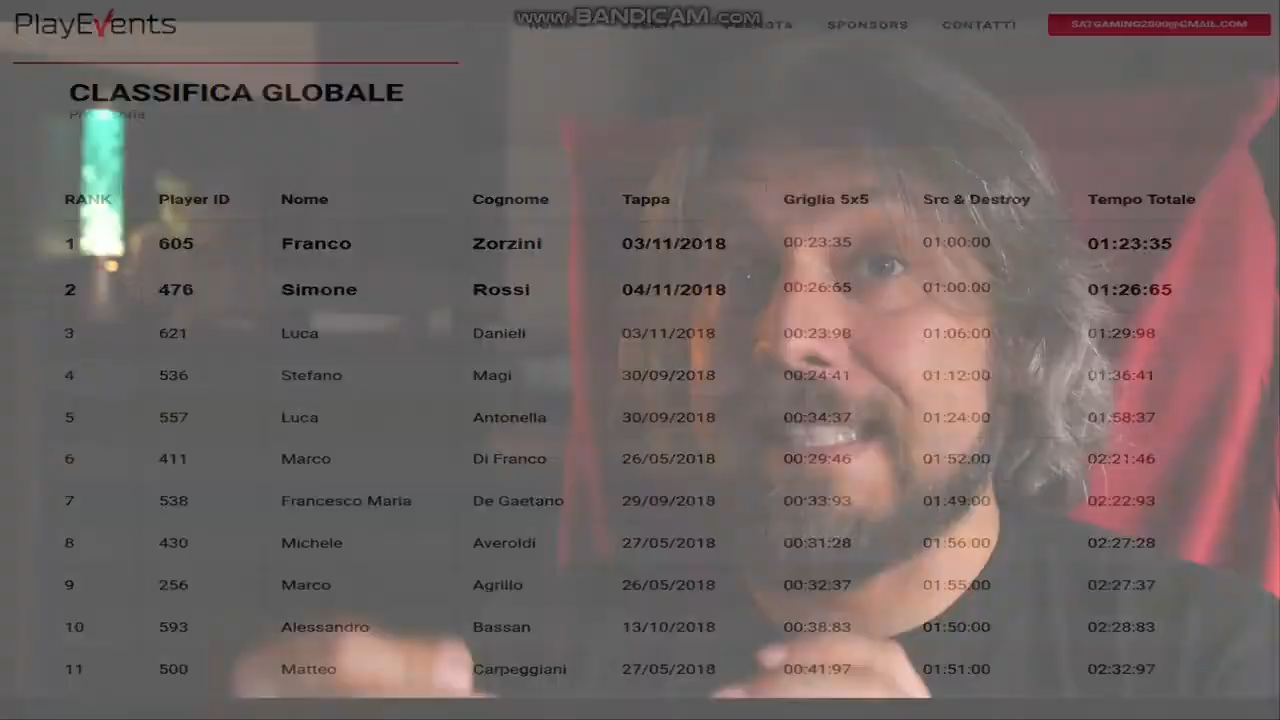 PlayEvents
www.BANDICAM.com
PRENOTA SPONSORS CONTATTI SATGAMING2000@GMAIL.COM
CLASSIFICA GLOBALE
RANK Player ID Nome Cognome Tappa Griglia 5x5 Src & Destroy Tempo Totale
1 605 Franco Zorzini 03/11/2018 00:23:35 01:00:00 01:23:35
2 476 Simone Rossi 04/11/2018 00:26:65 01:00:00 01:26:65
3 621 Luca Danieli 03/11/2018 00:23:98 01:06:00 01:29:98
4 536 Stefano Magi 30/09/2018 00:24:41 01:12:00 01:36:41
5 557 Luca Antonella 30/09/2018 00:34:37 01:24:00 01:58:37
6 411 Marco Di Franco 26/05/2018 00:29:46 01:52:00 02:21:46
7 538 Francesco Maria De Gaetano 29/09/2018 00:33:93 01:49:00 02:22:93
8 430 Michele Averoldi 27/05/2018 00:31:28 01:56:00 02:27:28
9 256 Marco Agrillo 26/05/2018 00:32:37 01:55:00 02:27:37
10 593 Alessandro Bassan 13/10/2018 00:38:83 01:50:00 02:28:83
11 500 Matteo Carpeggiani 27/05/2018 00:41:97 01:51:00 02:32:97